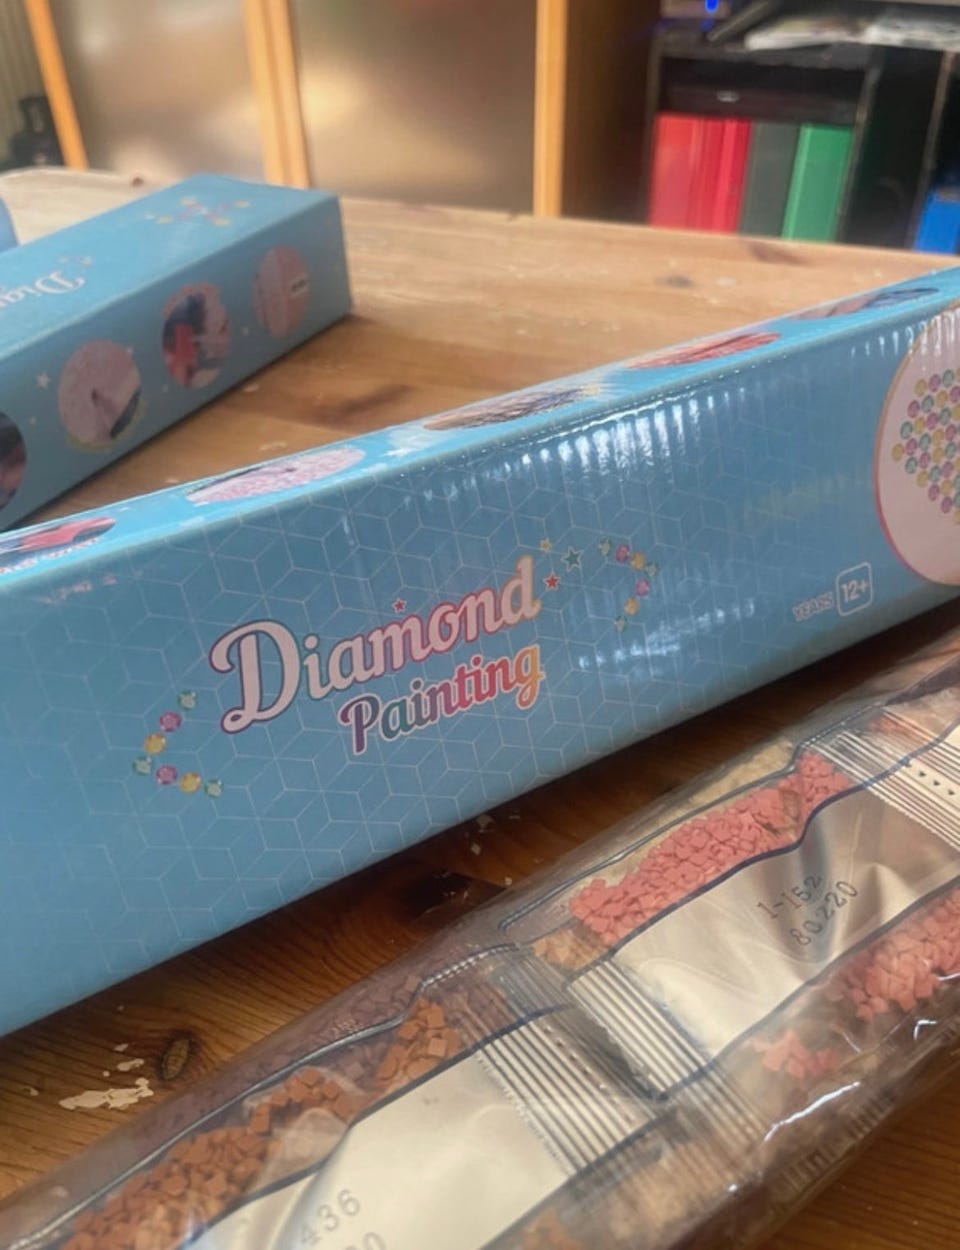 Diamond
Painting
YEARS 12+
1-152
80220
436